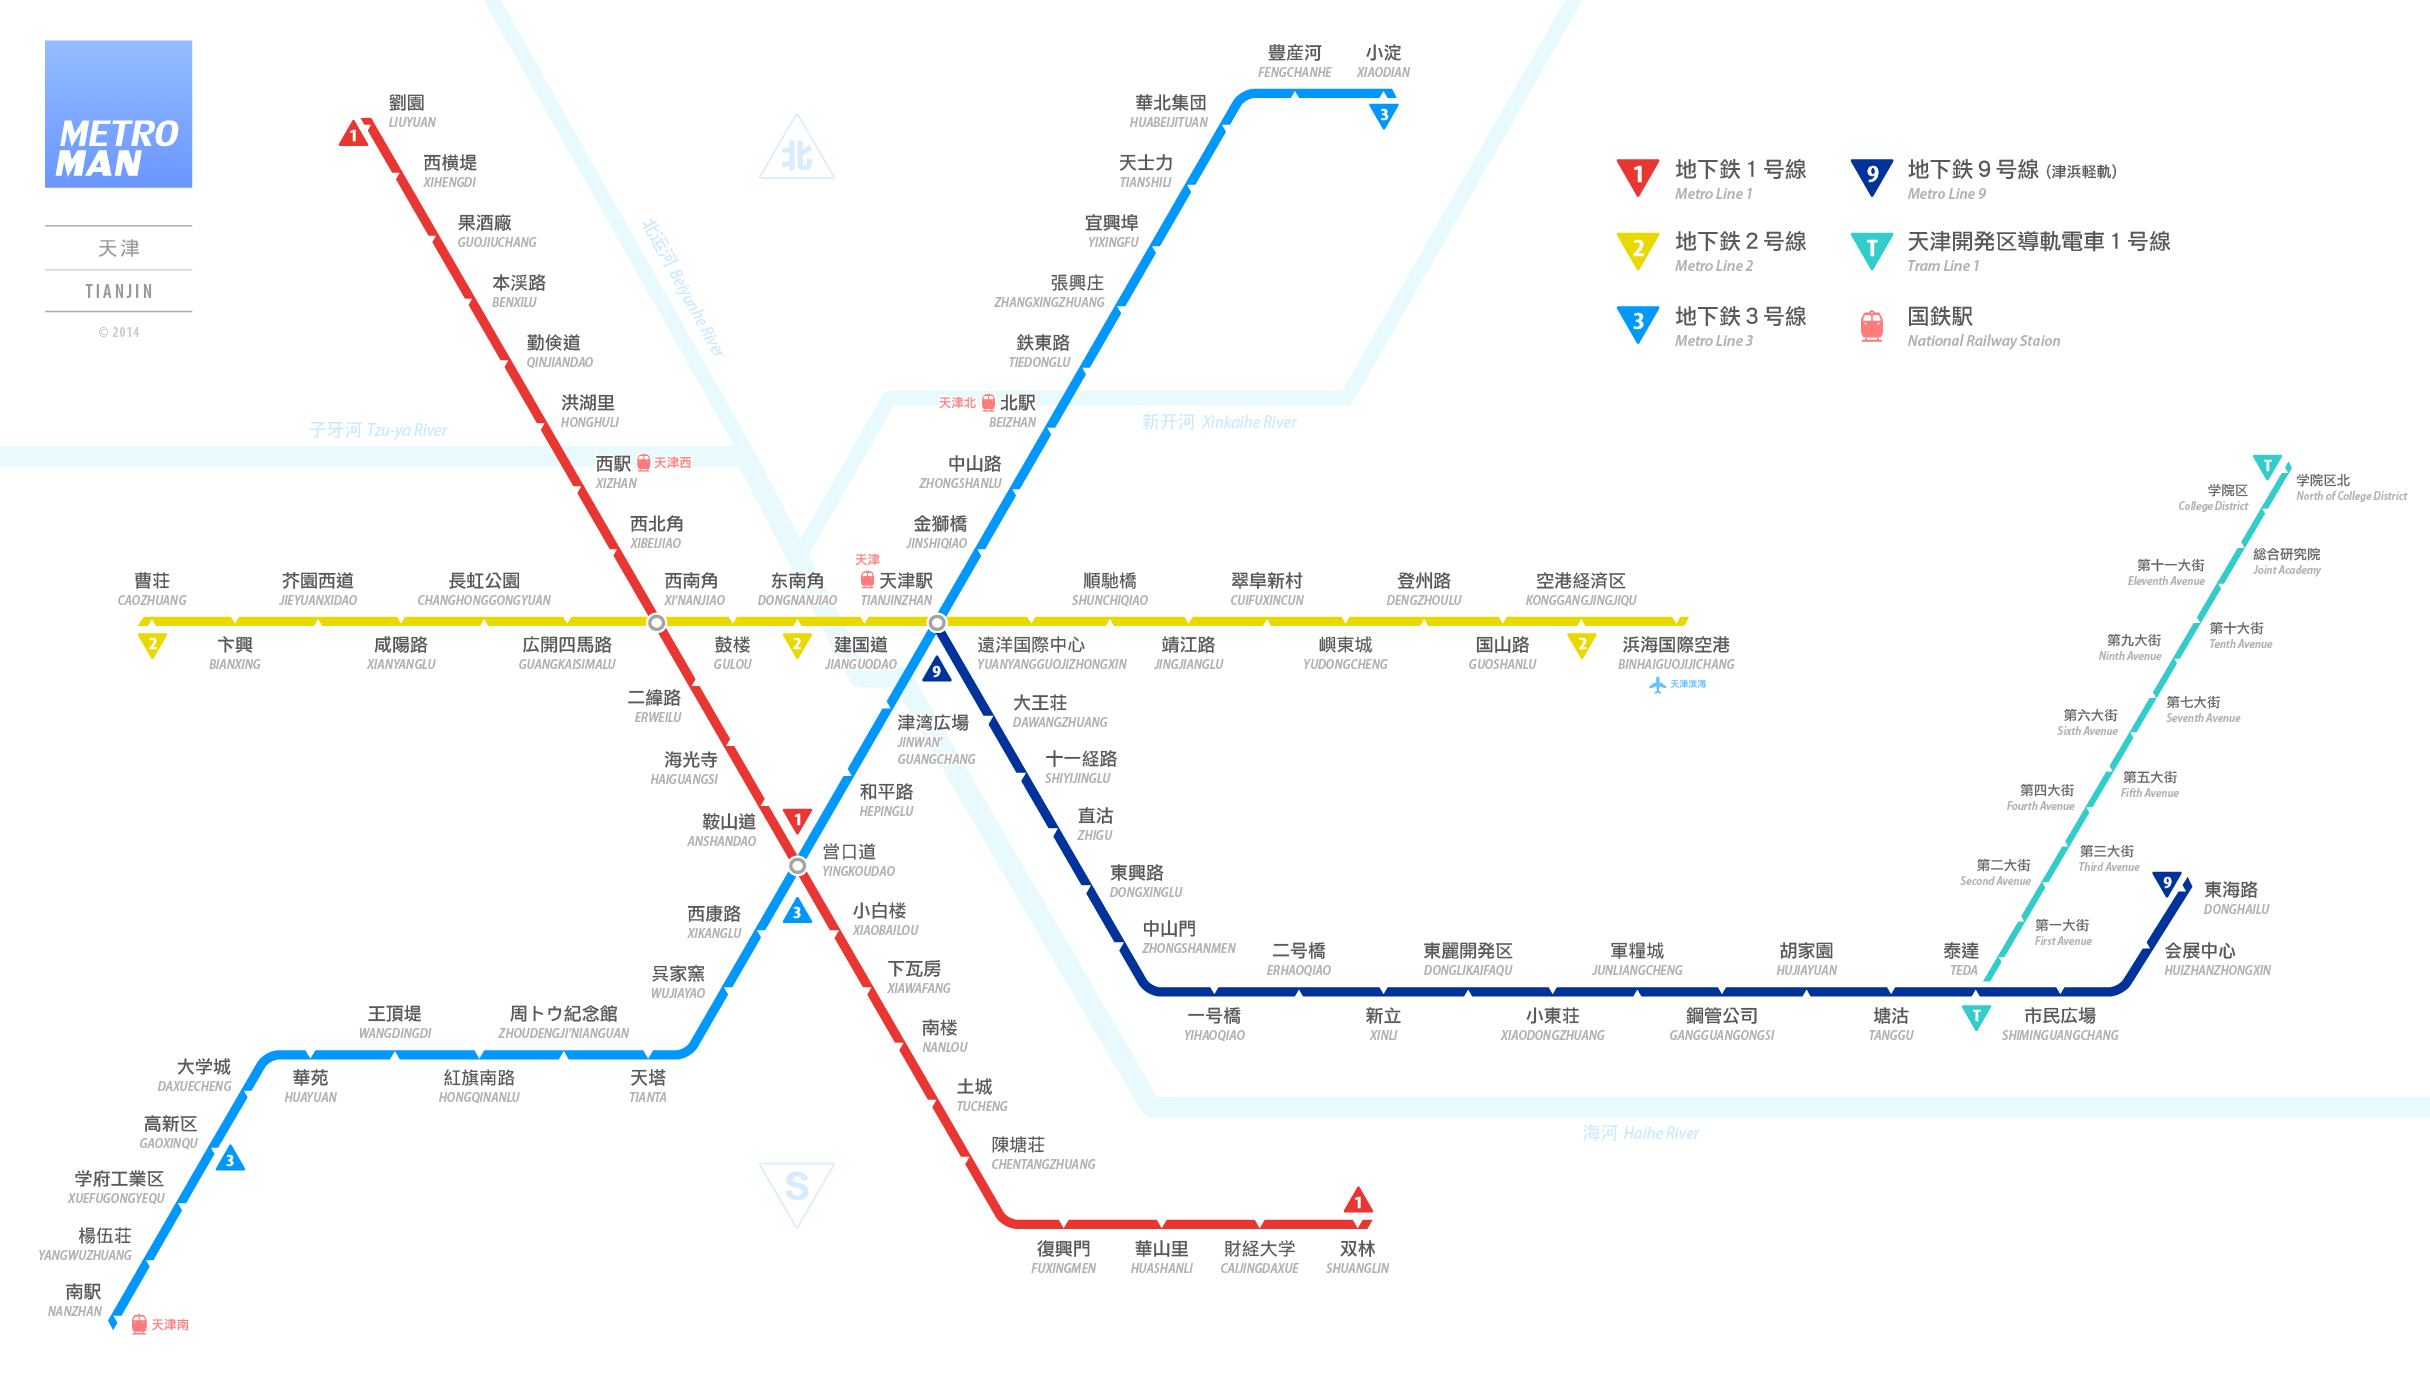 METRO
MAN
天津
TIANJIN
© 2014
北
S
1 地下鉄１号線
Metro Line 1
2 地下鉄２号線
Metro Line 2
3 地下鉄３号線
Metro Line 3
9 地下鉄９号線（津浜軽軌）
Metro Line 9
T 天津開発区導軌電車１号線
Tram Line 1
国鉄駅
National Railway Staion
北运河 Beiyunhe River
子牙河 Tzu-ya River
新开河 Xinkaihe River
海河 Haihe River
1
劉園
LIUYUAN
西横堤
XIHENGDI
果酒廠
GUOJIUCHANG
本渓路
BENXILU
勤倹道
QINJIANDAO
洪湖里
HONGHULI
西駅 天津西
XIZHAN
西北角
XIBEIJIAO
西南角
XI'NANJIAO
二緯路
ERWEILU
海光寺
HAIGUANGSI
鞍山道
ANSHANDAO
1
営口道
YINGKOUDAO
3
小白楼
XIAOBAILOU
下瓦房
XIAWAFANG
南楼
NANLOU
土城
TUCHENG
陳塘荘
CHENTANGZHUANG
復興門
FUXINGMEN
華山里
HUASHANLI
財経大学
CAIJINGDAXUE
1
双林
SHUANGLIN
曹荘
CAOZHUANG
2
卞興
BIANXING
芥園西道
JIEYUANXIDAO
咸陽路
XIANYANGLU
長虹公園
CHANGHONGGONGYUAN
広開四馬路
GUANGKAISIMALU
鼓楼
GULOU
东南角
DONGNANJIAO
2
建国道
JIANGUODAO
天津
天津駅
TIANJINZHAN
遠洋国際中心
YUANYANGGUOJIZHONGXIN
順馳橋
SHUNCHIQIAO
靖江路
JINGJIANGLU
翠阜新村
CUIFUXINCUN
嶼東城
YUDONGCHENG
登州路
DENGZHOULU
国山路
GUOSHANLU
空港経済区
KONGGANGJINGJIQU
2
浜海国際空港
BINHAIGUOJIJICHANG
天津滨海
豊産河
FENGCHANHE
小淀
XIAODIAN
3
華北集団
HUABEIJITUAN
天士力
TIANSHILI
宜興埠
YIXINGFU
張興庄
ZHANGXINGZHUANG
鉄東路
TIEDONGLU
天津北 北駅
BEIZHAN
中山路
ZHONGSHANLU
金獅橋
JINSHIQIAO
津湾広場
JINWAN'
GUANGCHANG
和平路
HEPINGLU
西康路
XIKANGLU
呉家窯
WUJIAYAO
天塔
TIANTA
周トウ紀念館
ZHOUDENGJI'NIANGUAN
紅旗南路
HONGQINANLU
王頂堤
WANGDINGDI
華苑
HUAYUAN
大学城
DAXUECHENG
高新区
GAOXINQU
3
学府工業区
XUEFUGONGYEQU
楊伍荘
YANGWUZHUANG
南駅
NANZHAN
天津南
9
大王荘
DAWANGZHUANG
十一経路
SHIYIJINGLU
直沽
ZHIGU
東興路
DONGXINGLU
中山門
ZHONGSHANMEN
一号橋
YIHAOQIAO
二号橋
ERHAOQIAO
新立
XINLI
東麗開発区
DONGLIKAIFAQU
小東荘
XIAODONGZHUANG
軍糧城
JUNLIANGCHENG
鋼管公司
GANGGUANGONGSI
胡家園
HUJIAYUAN
塘沽
TANGGU
泰達
TEDA
T
市民広場
SHIMINGUANGCHANG
会展中心
HUIZHANZHONGXIN
9
東海路
DONGHAILU
T
学院区北
North of College District
学院区
College District
総合研究院
Joint Academy
第十一大街
Eleventh Avenue
第十大街
Tenth Avenue
第九大街
Ninth Avenue
第七大街
Seventh Avenue
第六大街
Sixth Avenue
第五大街
Fifth Avenue
第四大街
Fourth Avenue
第三大街
Third Avenue
第二大街
Second Avenue
第一大街
First Avenue